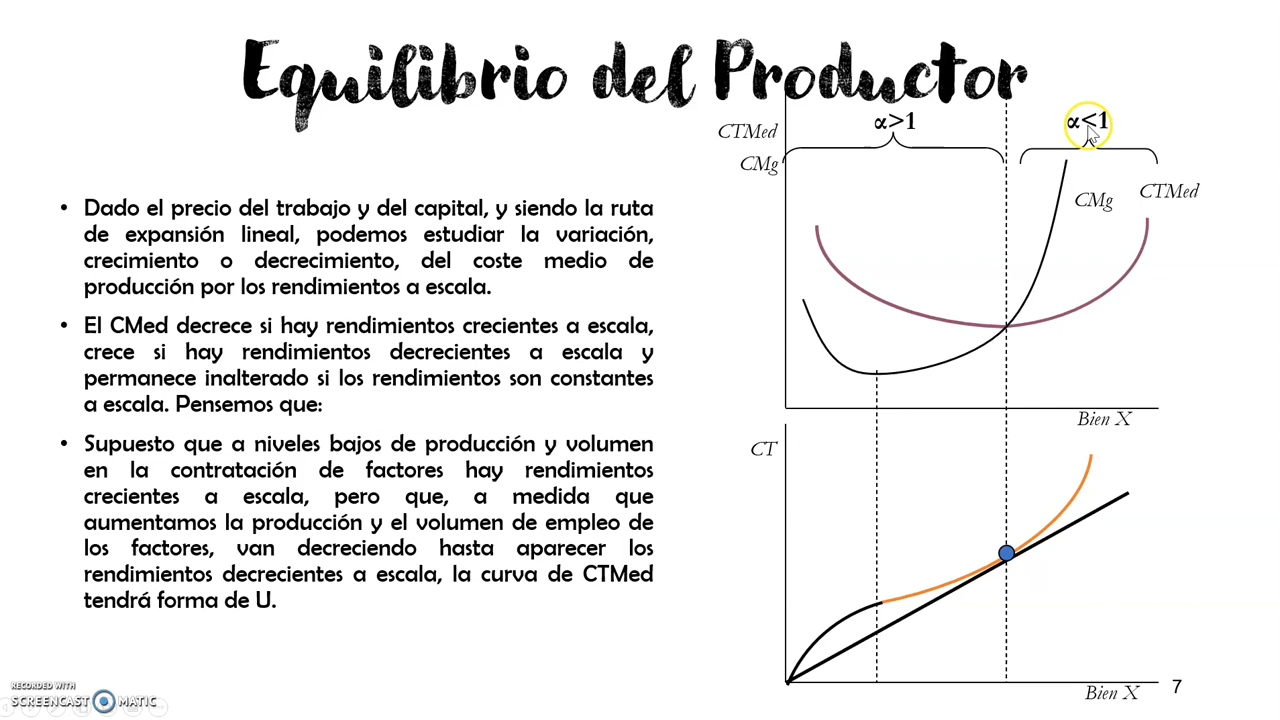 Equilibrio del Productor
• Dado el precio del trabajo y del capital, y siendo la ruta
de expansión lineal, podemos estudiar la variación,
crecimiento o decrecimiento, del coste medio de
producción por los rendimientos a escala.
• El CMed decrece si hay rendimientos crecientes a escala,
crece si hay rendimientos decrecientes a escala y
permanece inalterado si los rendimientos son constantes
a escala. Pensemos que:
• Supuesto que a niveles bajos de producción y volumen
en la contratación de factores hay rendimientos
crecientes a escala, pero que, a medida que
aumentamos la producción y el volumen de empleo de
los factores, van decreciendo hasta aparecer los
rendimientos decrecientes a escala, la curva de CTMed
tendrá forma de U.
CTMed
CMg
α>1
α<1
CMg
CTMed
Bien X
CT
Bien X
7
RECORDED WITH
SCREENCAST MATIC